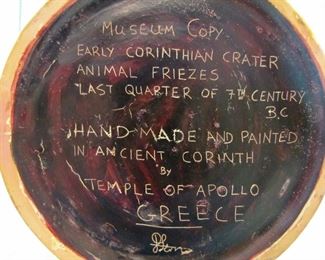 MUSEUM COPY
EARLY CORINTHIAN CRATER
ANIMAL FRIEZES
LAST QUARTER OF 7TH CENTURY
B.C
HAND MADE AND PAINTED
IN ANCIENT CORINTH
BY
TEMPLE OF APOLLO
GREECE